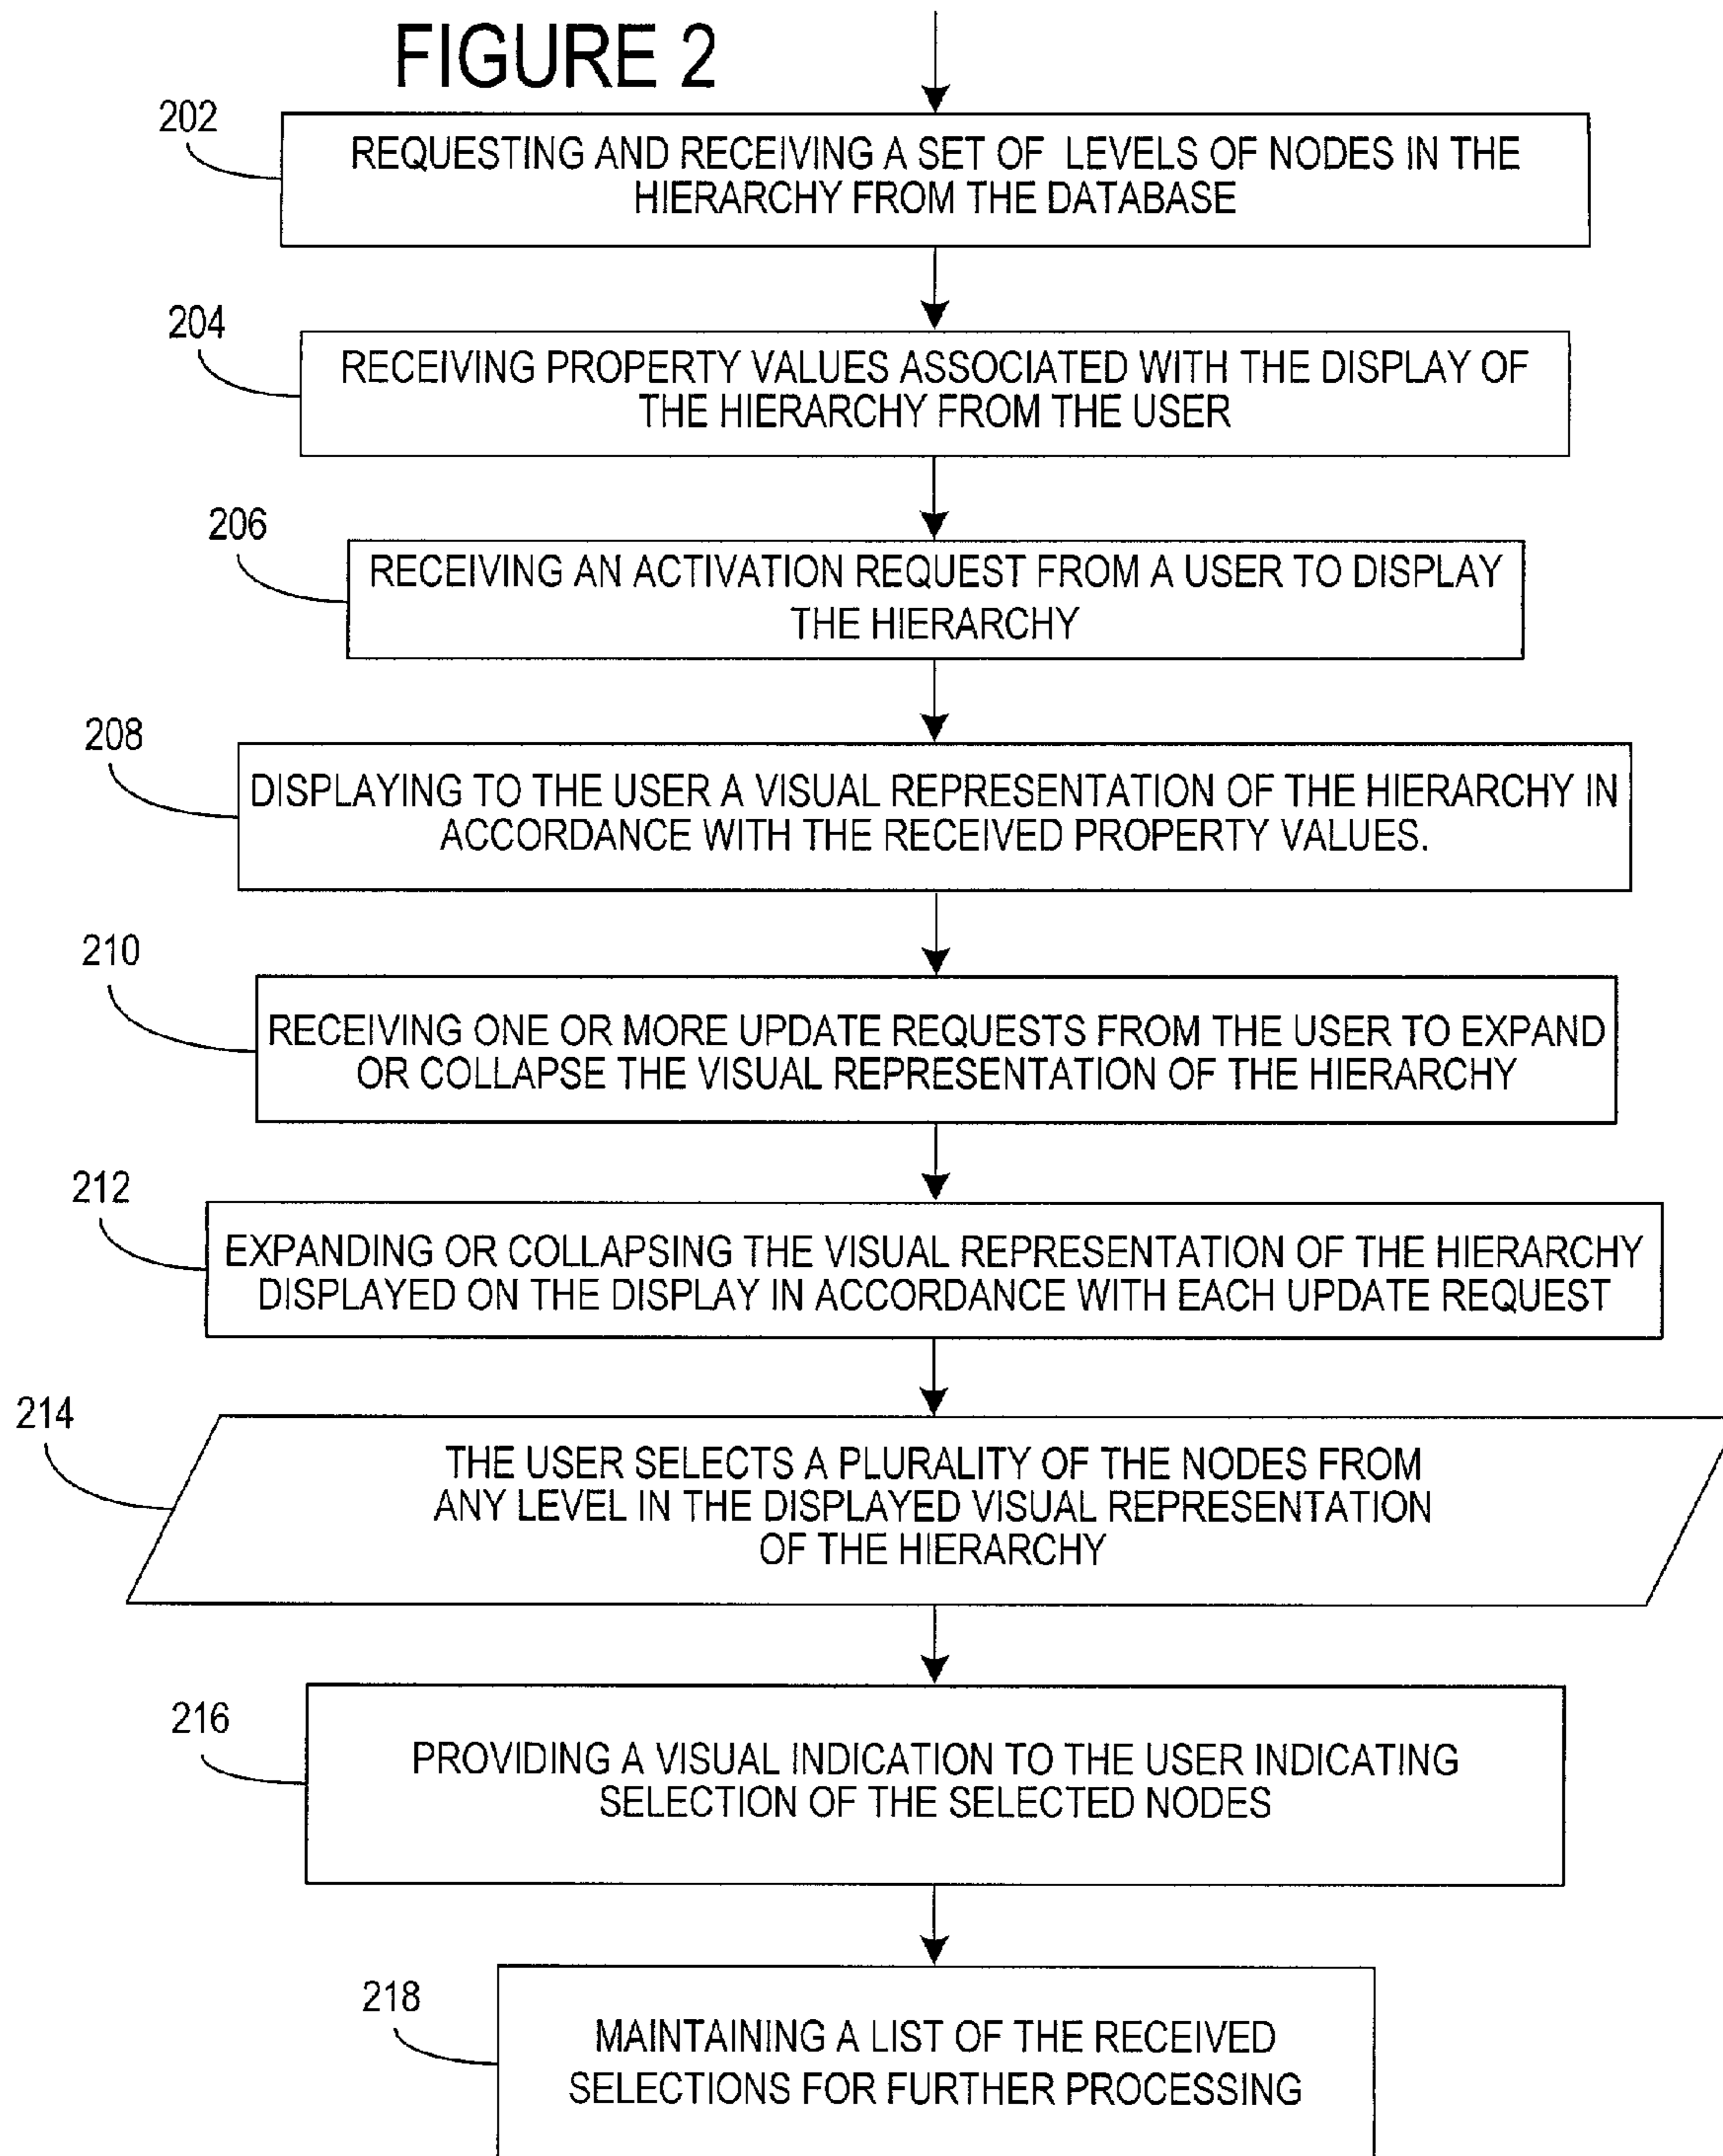 FIGURE 2
202
REQUESTING AND RECEIVING A SET OF LEVELS OF NODES IN THE
HIERARCHY FROM THE DATABASE
204
RECEIVING PROPERTY VALUES ASSOCIATED WITH THE DISPLAY OF
THE HIERARCHY FROM THE USER
206
RECEIVING AN ACTIVATION REQUEST FROM A USER TO DISPLAY
THE HIERARCHY
208
DISPLAYING TO THE USER A VISUAL REPRESENTATION OF THE HIERARCHY IN
ACCORDANCE WITH THE RECEIVED PROPERTY VALUES.
210
RECEIVING ONE OR MORE UPDATE REQUESTS FROM THE USER TO EXPAND
OR COLLAPSE THE VISUAL REPRESENTATION OF THE HIERARCHY
212
EXPANDING OR COLLAPSING THE VISUAL REPRESENTATION OF THE HIERARCHY
DISPLAYED ON THE DISPLAY IN ACCORDANCE WITH EACH UPDATE REQUEST
214
THE USER SELECTS A PLURALITY OF THE NODES FROM
ANY LEVEL IN THE DISPLAYED VISUAL REPRESENTATION
OF THE HIERARCHY
216
PROVIDING A VISUAL INDICATION TO THE USER INDICATING
SELECTION OF THE SELECTED NODES
218
MAINTAINING A LIST OF THE RECEIVED
SELECTIONS FOR FURTHER PROCESSING